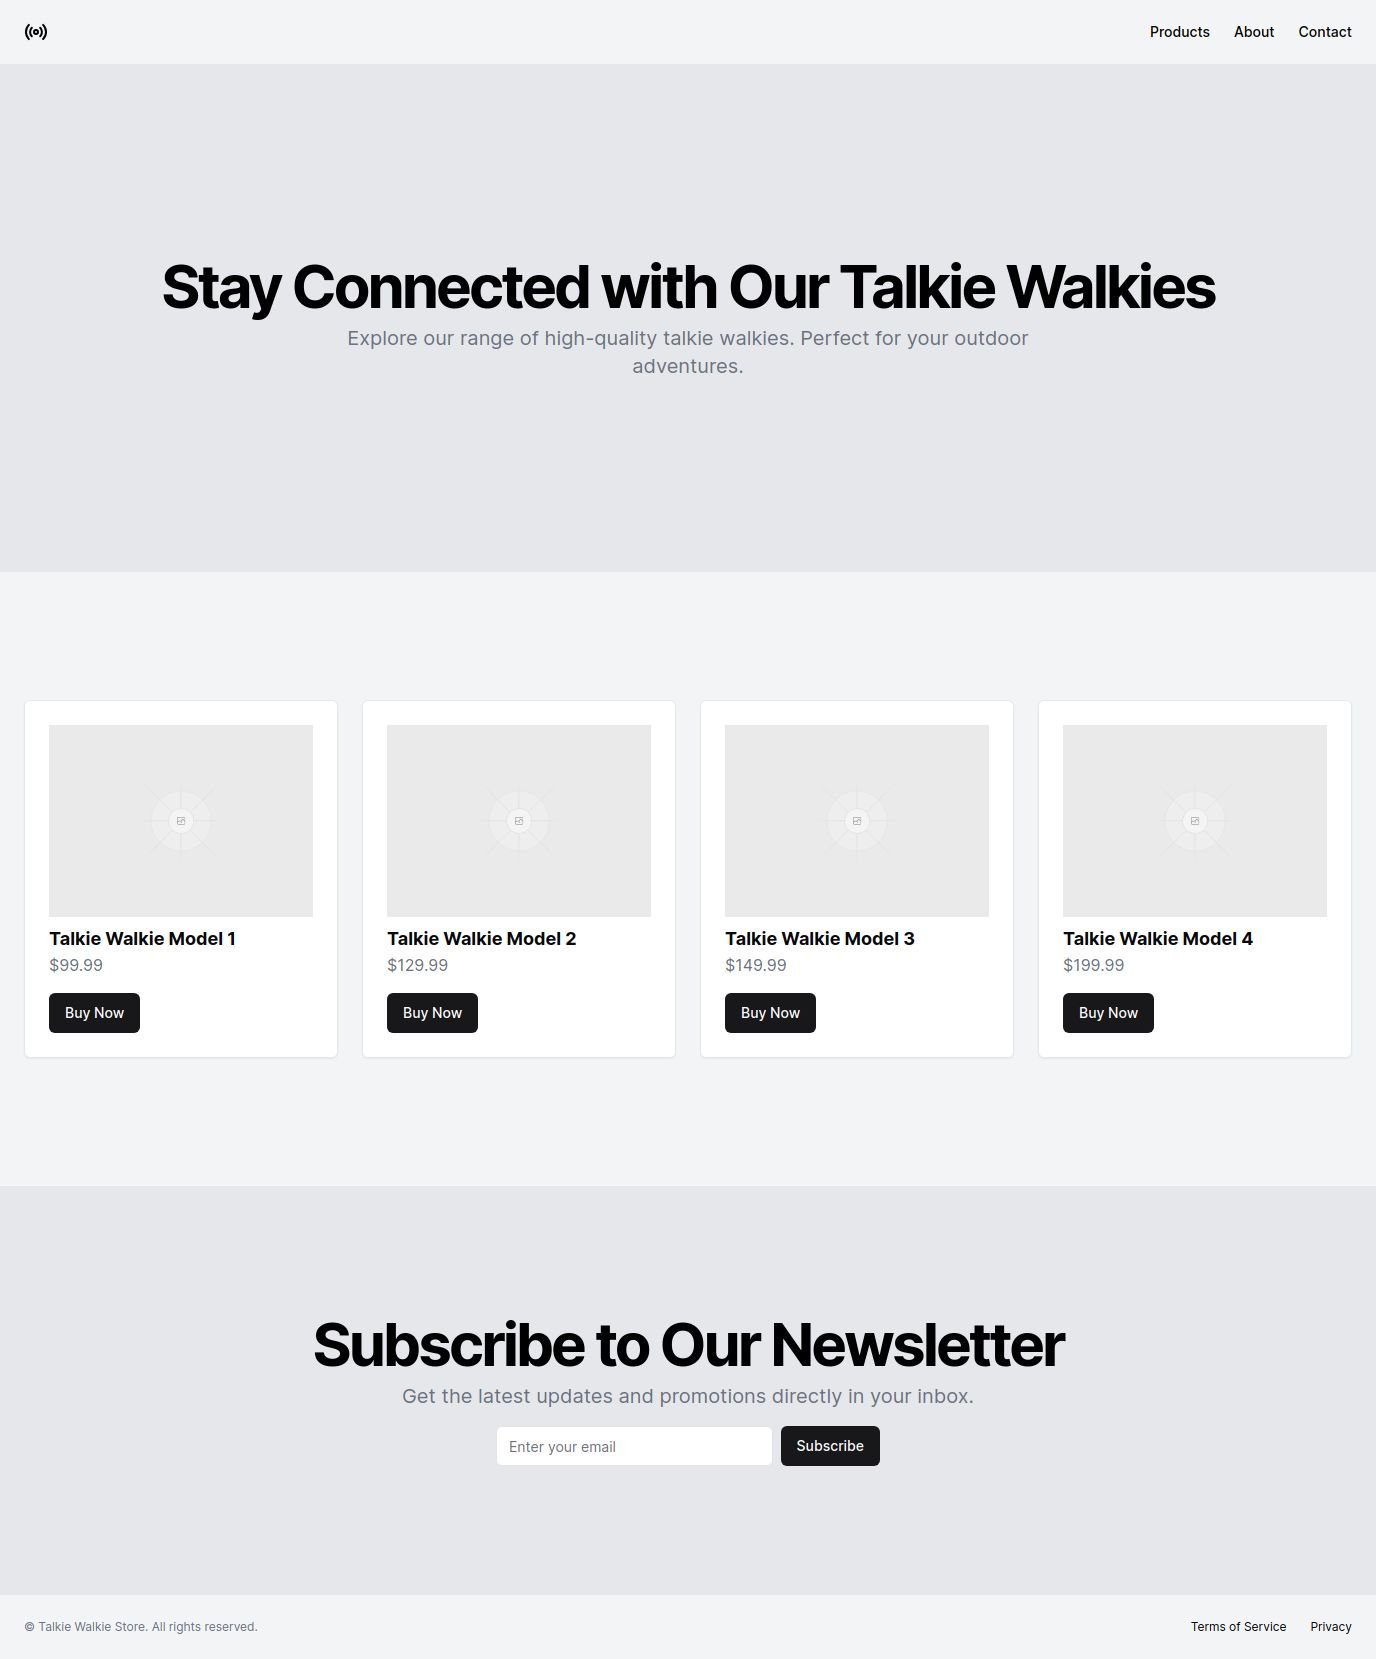 Products About Contact
Stay Connected with Our Talkie Walkies
Explore our range of high-quality talkie walkies. Perfect for your outdoor
adventures.
Talkie Walkie Model 1
$99.99
Buy Now
Talkie Walkie Model 2
$129.99
Buy Now
Talkie Walkie Model 3
$149.99
Buy Now
Talkie Walkie Model 4
$199.99
Buy Now
Subscribe to Our Newsletter
Get the latest updates and promotions directly in your inbox.
Enter your email
Subscribe
© Talkie Walkie Store. All rights reserved.
Terms of Service Privacy